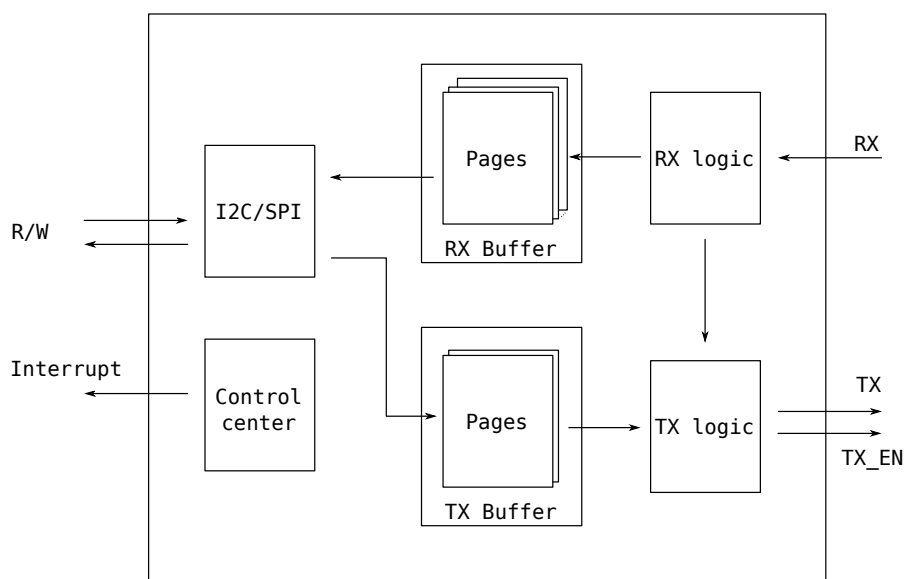 RX
Pages
RX logic
I2C/SPI
R/W
RX Buffer
Interrupt
Control
center
Pages
TX logic
TX
TX_EN
TX Buffer